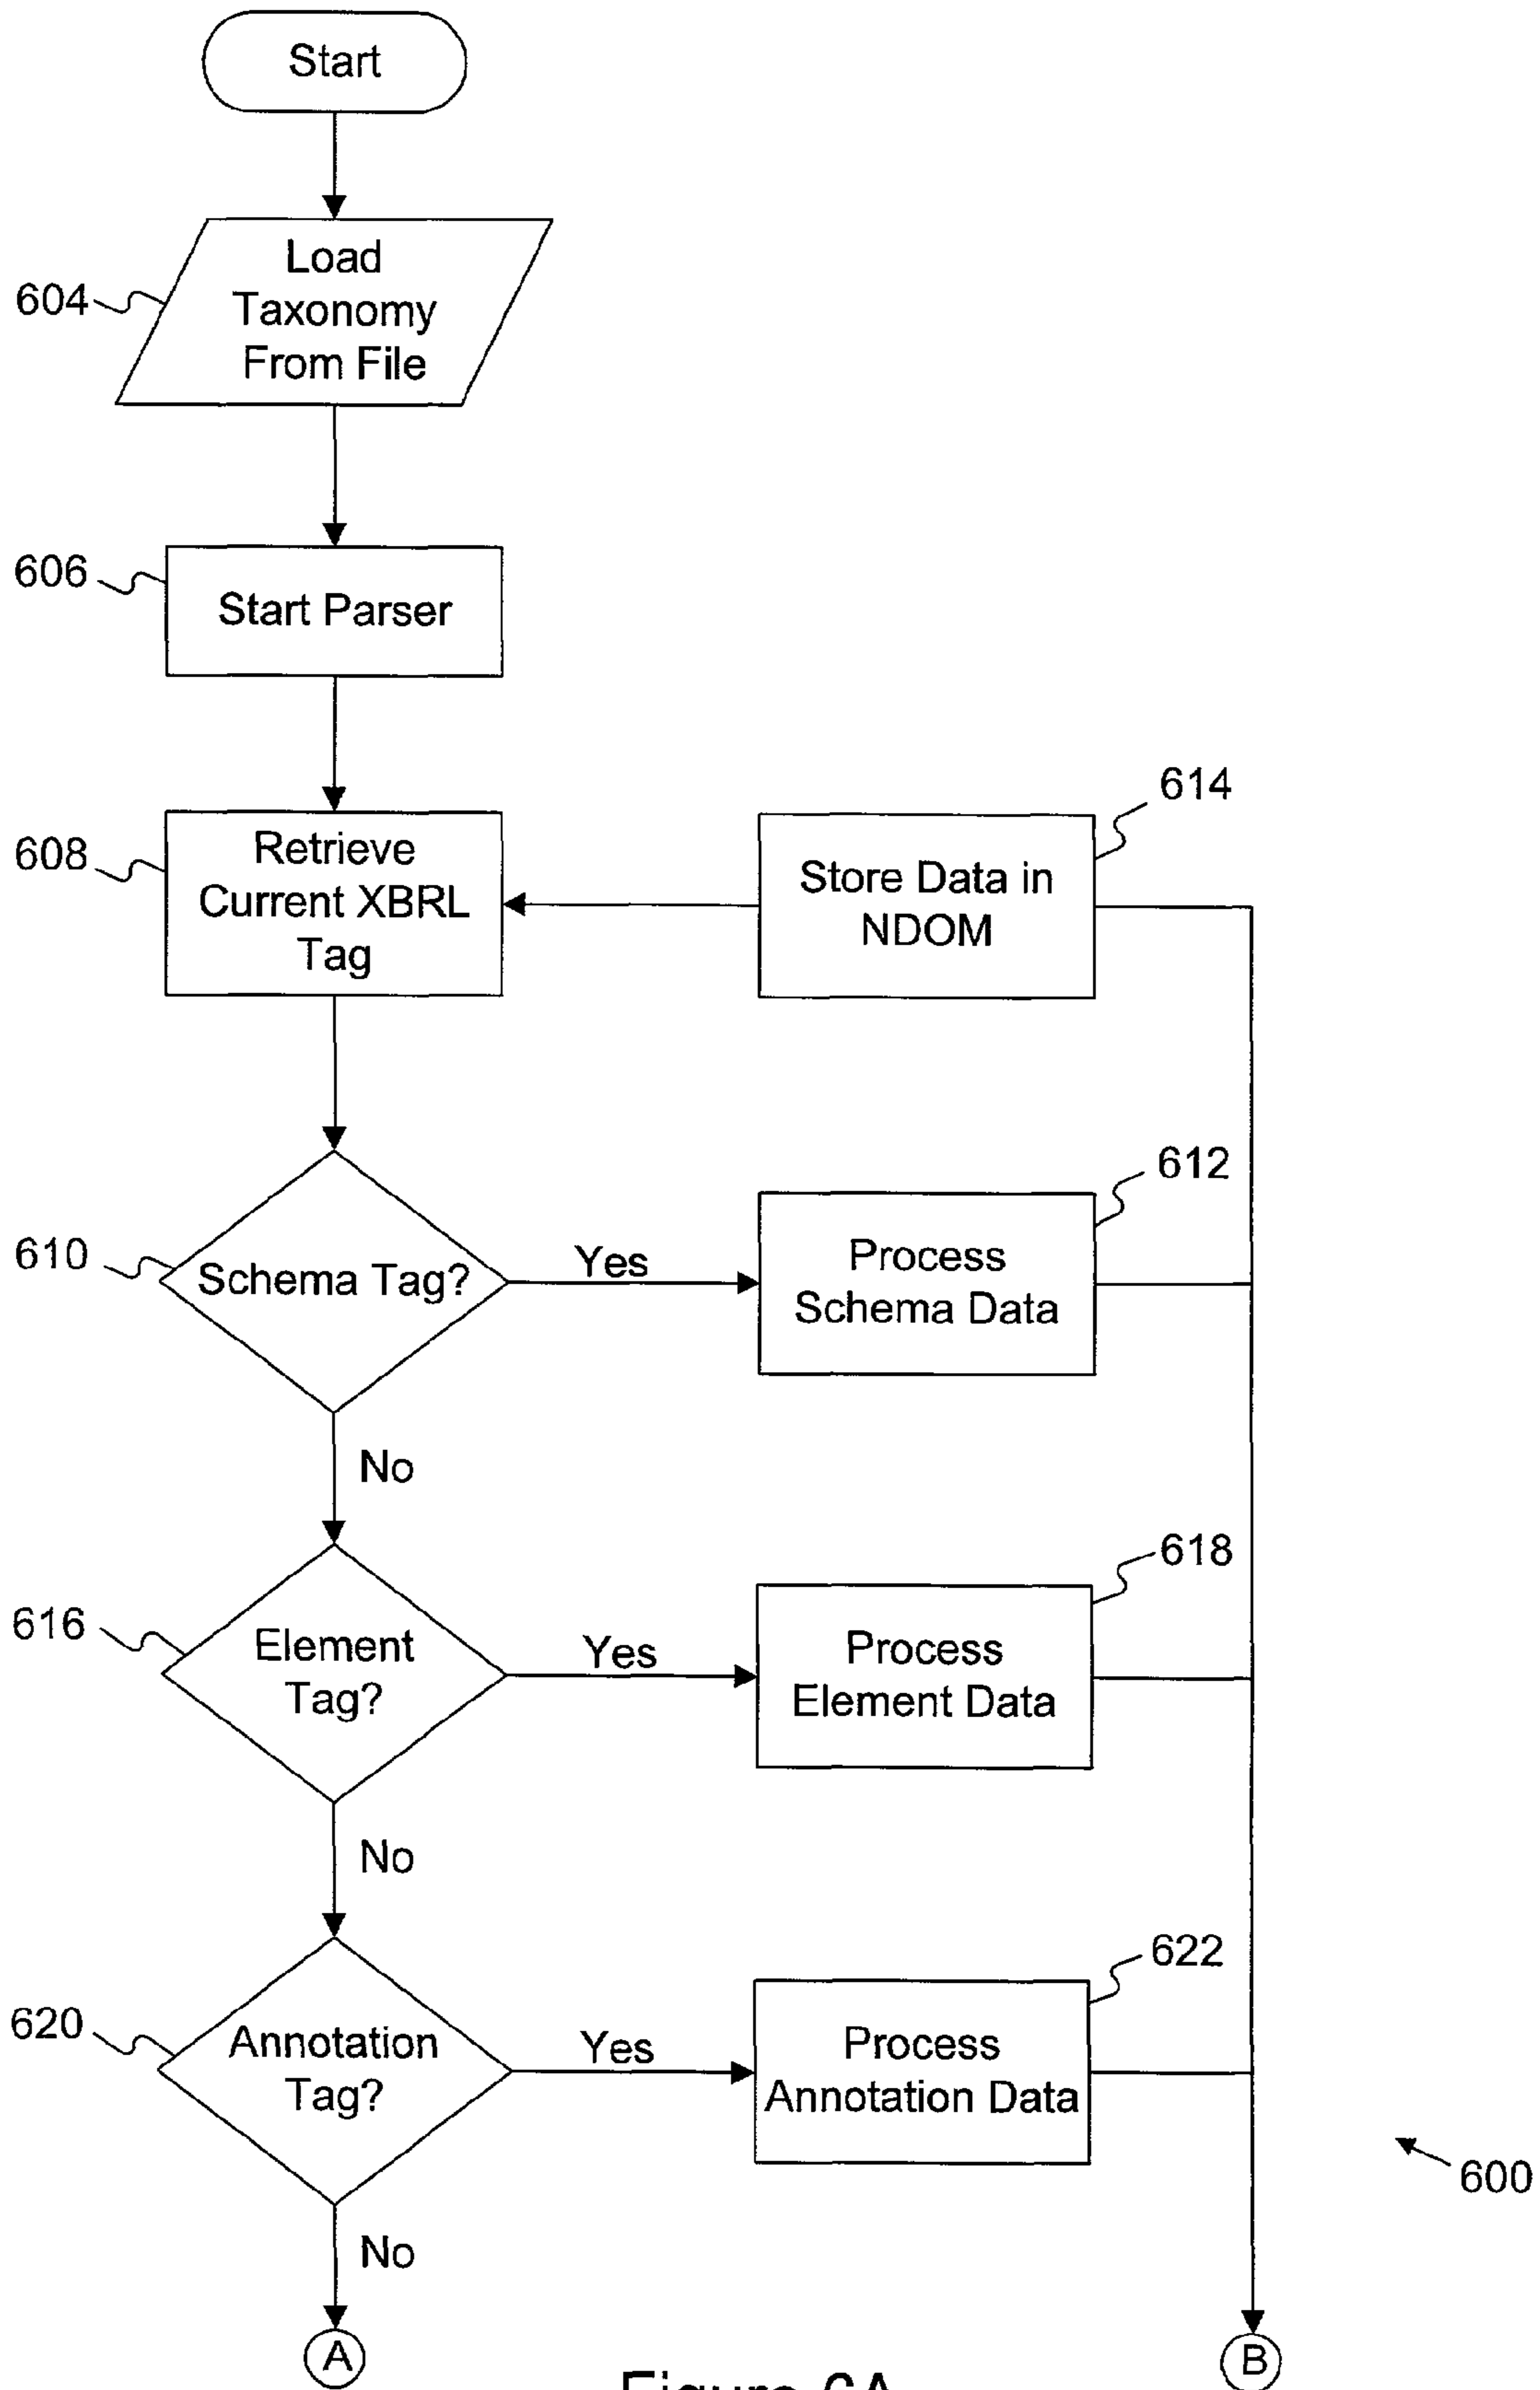 Start
Load
Taxonomy
From File
604
606
Start Parser
614
608
Retrieve
Current XBRL
Tag
Store Data in
NDOM
612
610
Schema Tag?
Yes
Process
Schema Data
No
618
616
Element
Tag?
Yes
Process
Element Data
No
622
620
Annotation
Tag?
Yes
Process
Annotation Data
600
No
A
B
Figure 6A